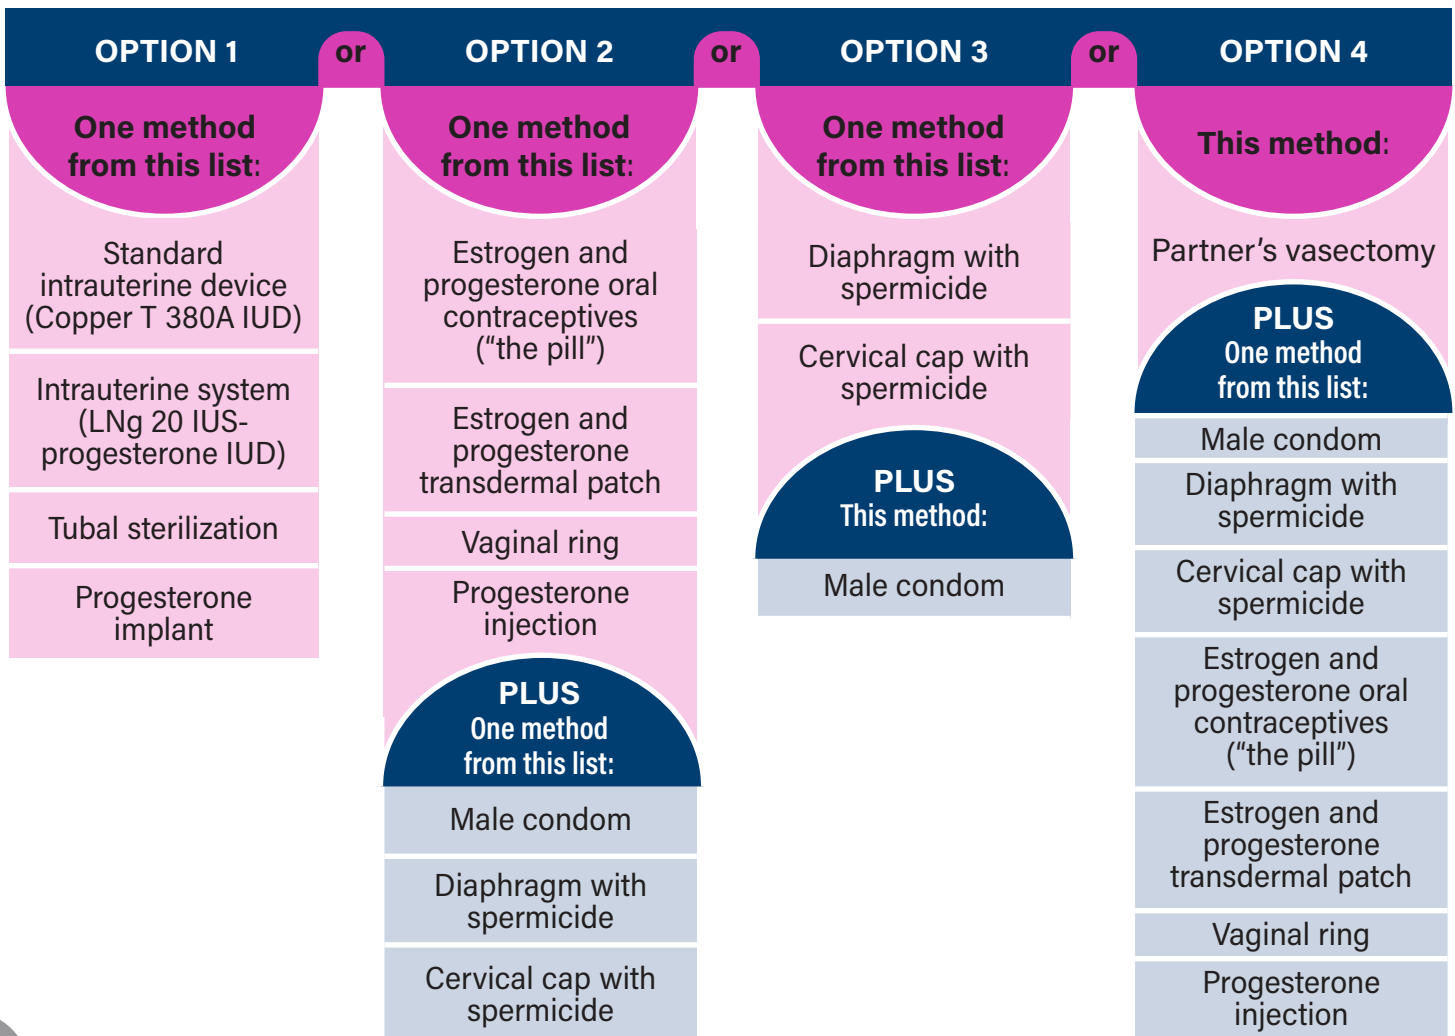 OPTION 1
or
OPTION 2
or
OPTION 3
or
OPTION 4
One method
from this list:
Standard
intrauterine device
(Copper T 380A IUD)
Intrauterine system
(LNg 20 IUS-
progesterone IUD)
Tubal sterilization
Progesterone
implant
One method
from this list:
Estrogen and
progesterone oral
contraceptives
(“the pill”)
Estrogen and
progesterone
transdermal patch
Vaginal ring
Progesterone
injection
PLUS
One method
from this list:
Male condom
Diaphragm with
spermicide
Cervical cap with
spermicide
One method
from this list:
Diaphragm with
spermicide
Cervical cap with
spermicide
PLUS
This method:
Male condom
This method:
Partner’s vasectomy
PLUS
One method
from this list:
Male condom
Diaphragm with
spermicide
Cervical cap with
spermicide
Estrogen and
progesterone oral
contraceptives
(“the pill”)
Estrogen and
progesterone
transdermal patch
Vaginal ring
Progesterone
injection